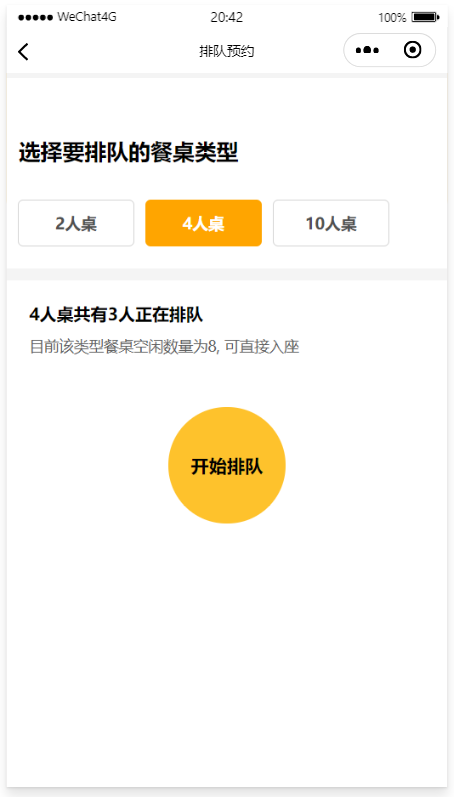 WeChat4G 20:42 100%
排队预约
选择要排队的餐桌类型
2人桌 4人桌 10人桌
4人桌共有3人正在排队
目前该类型餐桌空闲数量为8, 可直接入座
开始排队